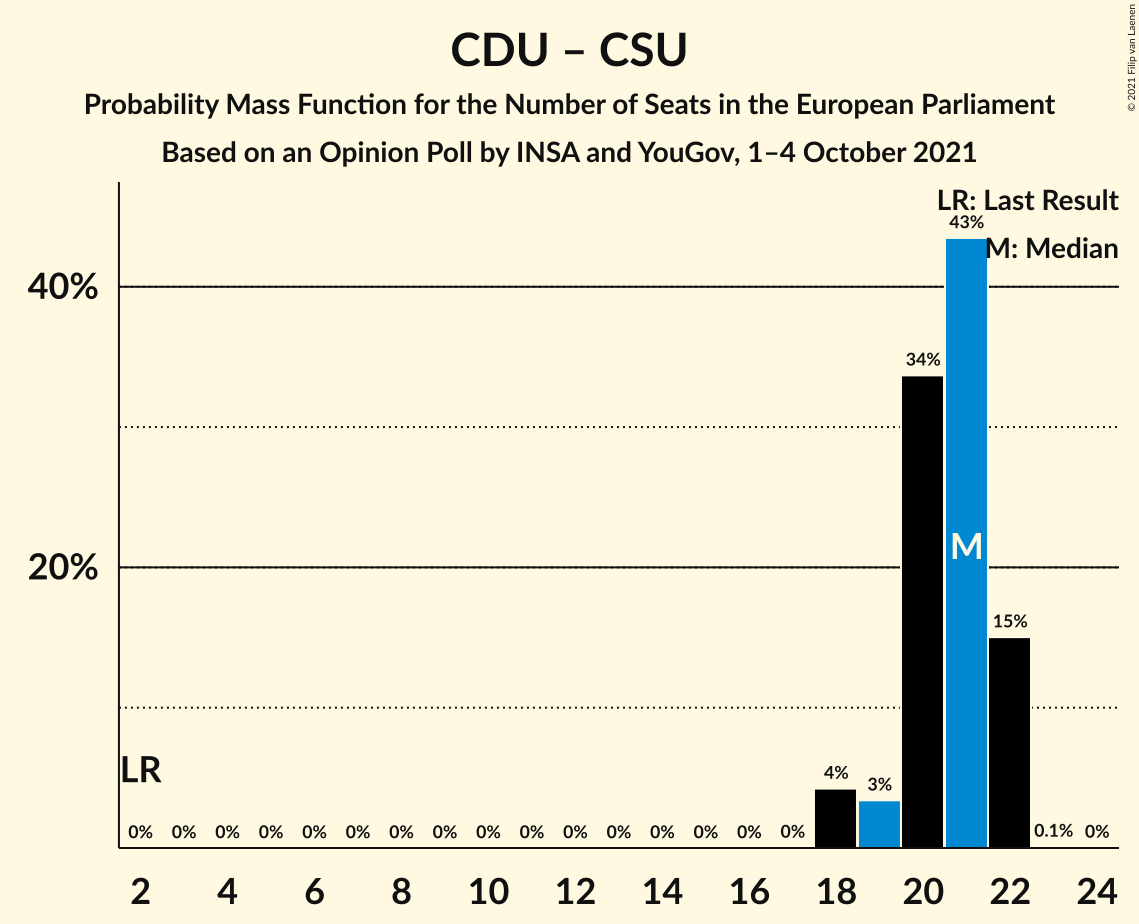 CDU – CSU
Probability Mass Function for the Number of Seats in the European Parliament
Based on an Opinion Poll by INSA and YouGov, 1–4 October 2021
© 2021 Filip van Laenen
LR: Last Result
43%
M: Median
40%
34%
M
20%
15%
LR
4%
3%
0% 0% 0% 0% 0% 0% 0% 0% 0% 0% 0% 0% 0% 0% 0% 0% 0.1% 0%
2 4 6 8 10 12 14 16 18 20 22 24